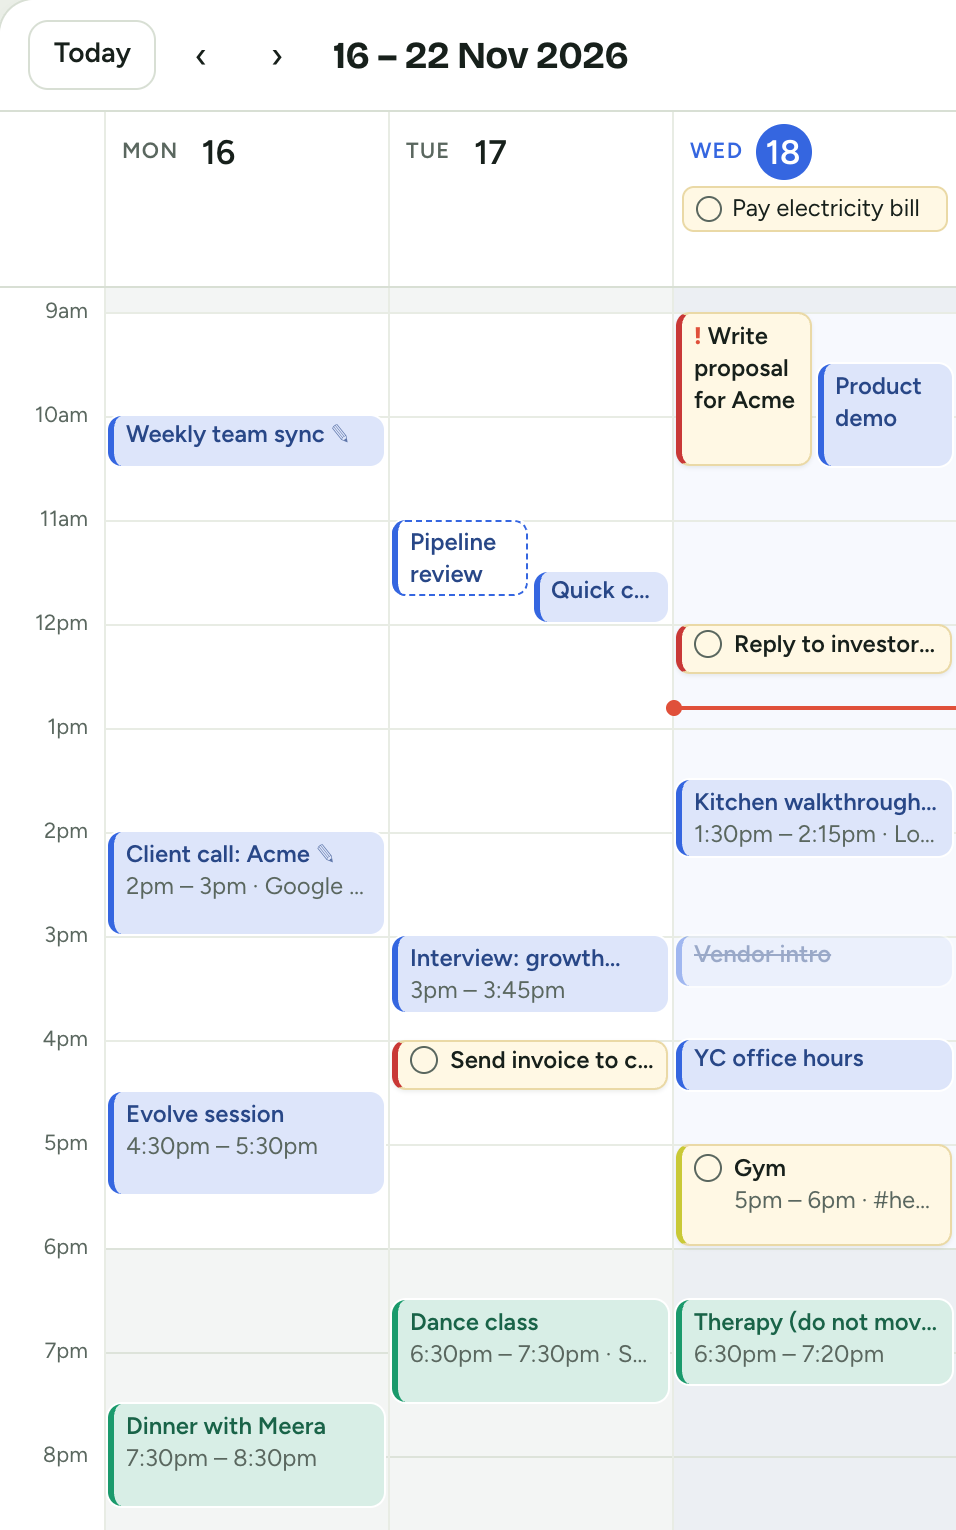 Today ‹ › 16 – 22 Nov 2026
MON 16
TUE 17
WED 18
Pay electricity bill
9am
10am
11am
12pm
1pm
2pm
3pm
4pm
5pm
6pm
7pm
8pm
Weekly team sync ✎
Client call: Acme ✎
2pm – 3pm · Google ...
Evolve session
4:30pm – 5:30pm
Dinner with Meera
7:30pm – 8:30pm
Pipeline
review
Quick c...
Interview: growth...
3pm – 3:45pm
Send invoice to c...
Dance class
6:30pm – 7:30pm · S...
! Write
proposal
for Acme
Product
demo
Reply to investor...
Kitchen walkthrough...
1:30pm – 2:15pm · Lo...
Vendor intro
YC office hours
Gym
5pm – 6pm · #he...
Therapy (do not mov...
6:30pm – 7:20pm